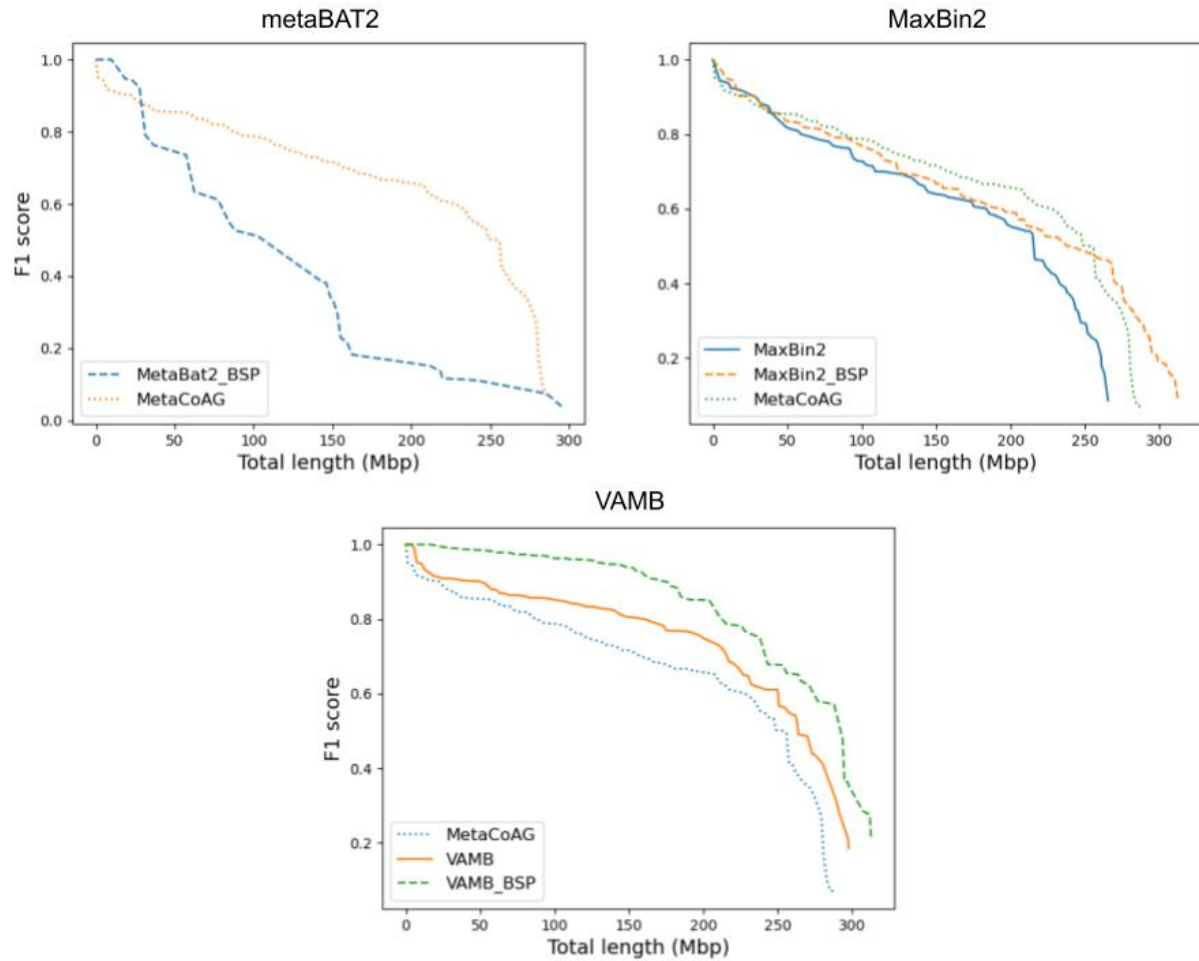 metaBAT2
1.0
0.8
0.6
0.4
0.2
0.0
F1 score
MetaBat2_BSP
MetaCoAG
0 50 100 150 200 250 300
Total length (Mbp)
MaxBin2
1.0
0.8
0.6
0.4
0.2
MaxBin2
MaxBin2_BSP
MetaCoAG
0 50 100 150 200 250 300
Total length (Mbp)
VAMB
1.0
0.8
0.6
0.4
0.2
F1 score
MetaCoAG
VAMB
VAMB_BSP
0 50 100 150 200 250 300
Total length (Mbp)